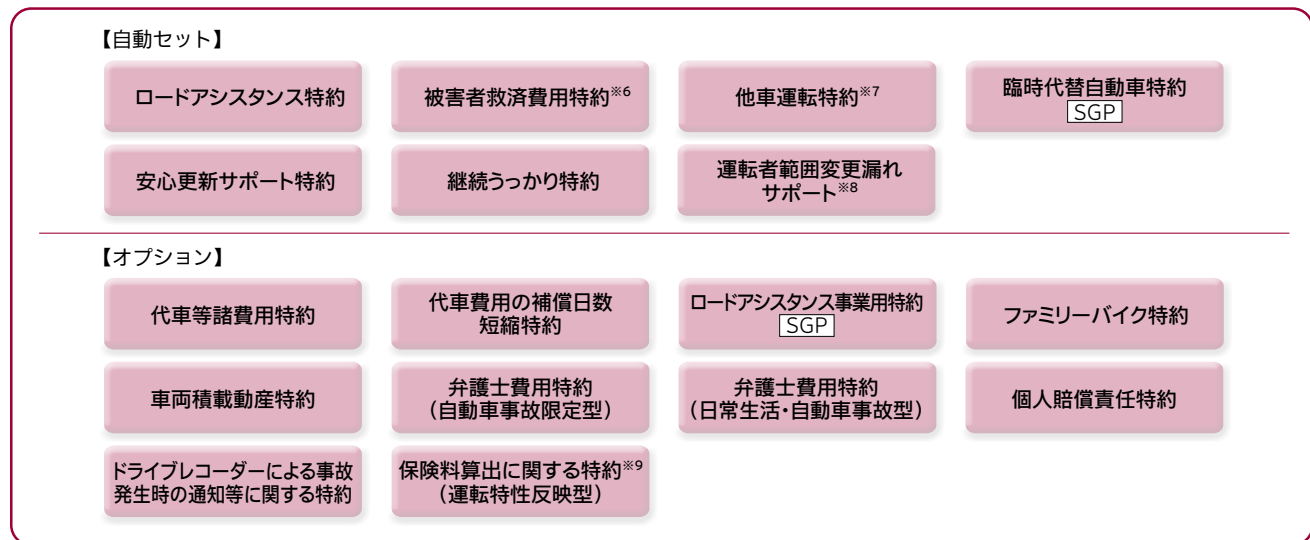 【自動セット】
ロードアシスタンス特約
被害者救済費用特約※6
他車運転特約※7
臨時代替自動車特約
SGP
安心更新サポート特約
継続うっかり特約
運転者範囲変更漏れ
サポート※8
【オプション】
代車等諸費用特約
代車費用の補償日数
短縮特約
ロードアシスタンス事業用特約
SGP
ファミリーバイク特約
車両積載動産特約
弁護士費用特約
（自動車事故限定型）
弁護士費用特約
（日常生活・自動車事故型）
個人賠償責任特約
ドライブレコーダーによる事故
発生時の通知等に関する特約
保険料算出に関する特約※9
（運転特性反映型）